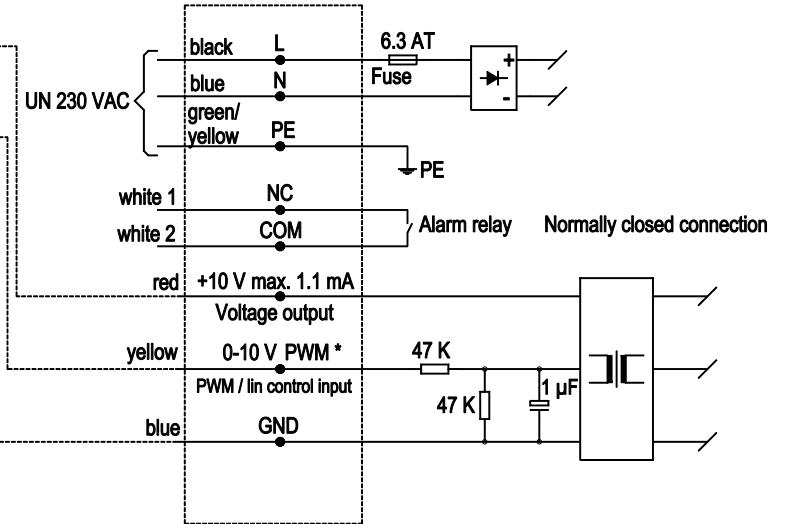 black L 6.3 AT
Fuse
+
-
blue N
UN 230 VAC
green/
yellow PE
PE
white 1 NC
white 2 COM
Alarm relay Normally closed connection
red +10 V max. 1.1 mA
Voltage output
yellow 0-10 V PWM * 47 K
PWM / lin control input
47 K
1 µF
blue GND